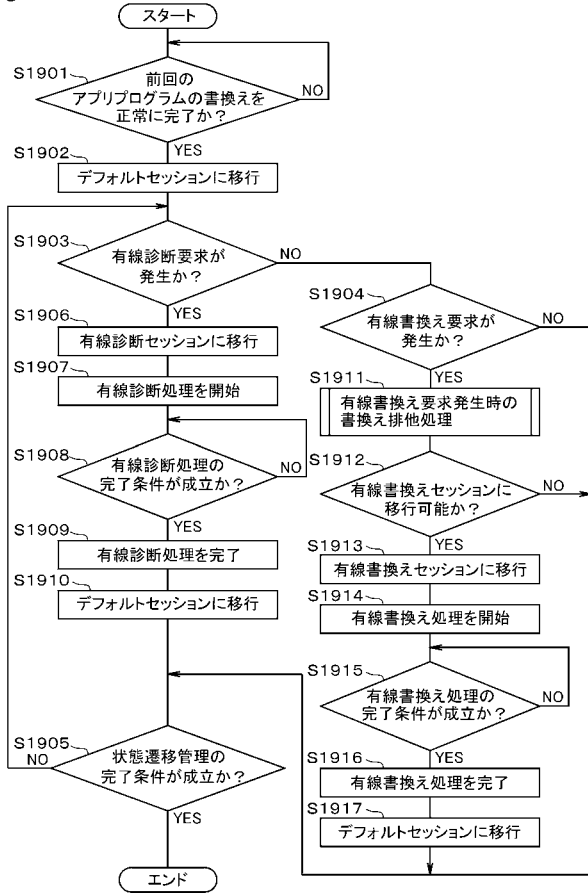 スタート
S1901
前回の
アプリプログラムの書換えを
正常に完了か？
NO
YES
S1902
デフォルトセッションに移行
S1903
有線診断要求が
発生か？
NO
YES
S1904
有線書換え要求が
発生か？
NO
YES
S1906
有線診断セッションに移行
S1907
有線診断処理を開始
S1908
有線診断処理の
完了条件が成立か？
NO
YES
S1909
有線診断処理を完了
S1910
デフォルトセッションに移行
S1911
有線書換え要求発生時の
書換え排他処理
S1912
有線書換えセッションに
移行可能か？
NO
YES
S1913
有線書換えセッションに移行
S1914
有線書換え処理を開始
S1915
有線書換え処理の
完了条件が成立か？
NO
YES
S1916
有線書換え処理を完了
S1917
デフォルトセッションに移行
S1905
NO
状態遷移管理の
完了条件が成立か？
YES
エンド